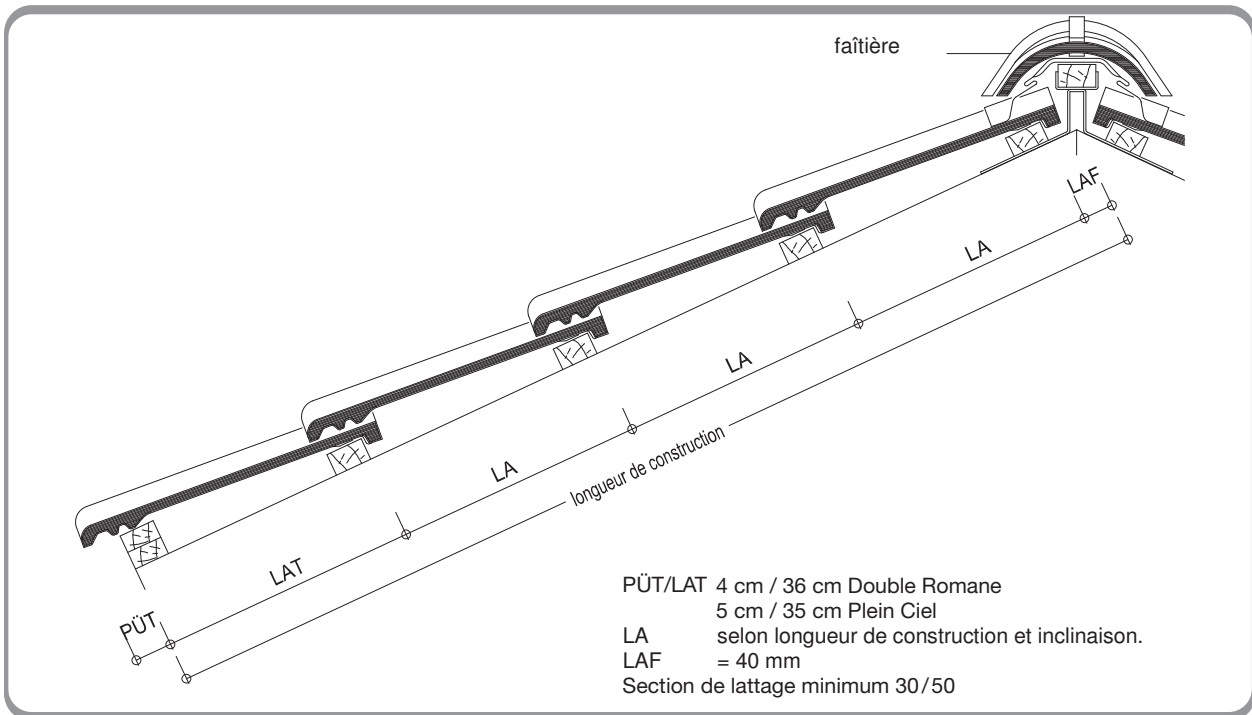 faîtière
LAF
LA
LA
LA
longueur de construction
LAT
PÜT
PÜT/LAT 4 cm / 36 cm Double Romane
5 cm / 35 cm Plein Ciel
LA selon longueur de construction et inclinaison.
LAF = 40 mm
Section de lattage minimum 30/50